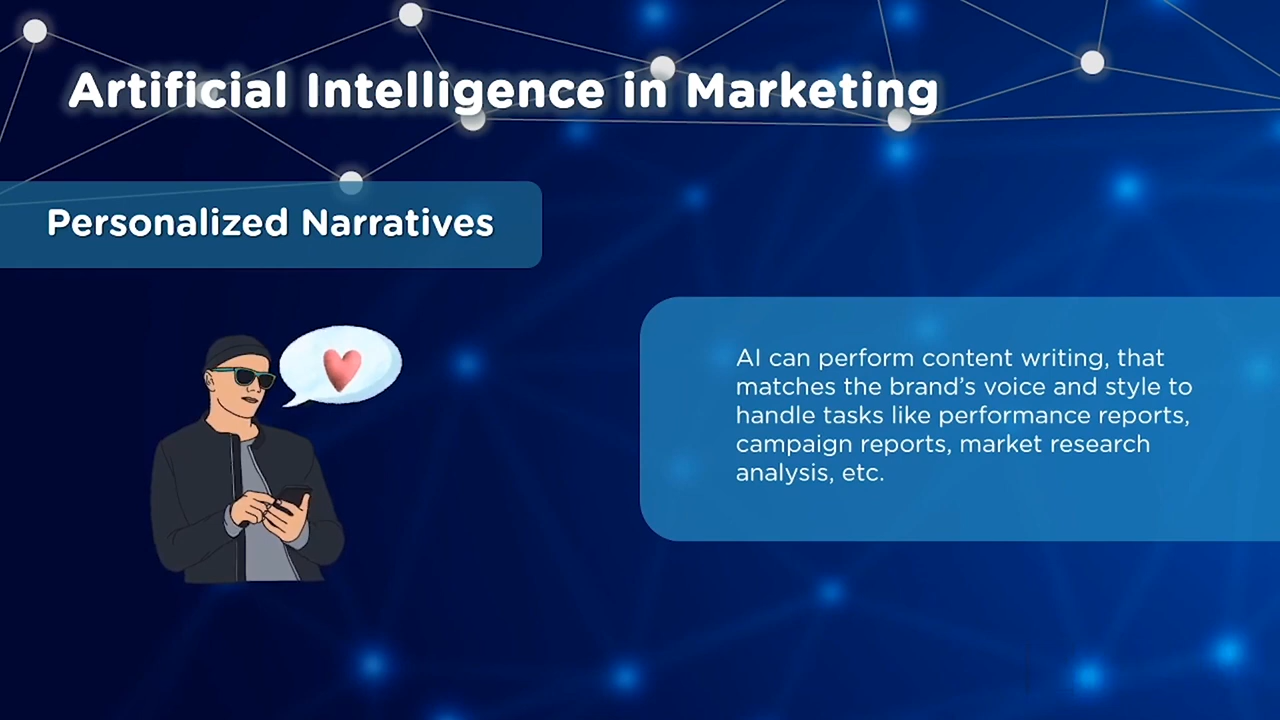 Artificial Intelligence in Marketing
Personalized Narratives
AI can perform content writing, that
matches the brand’s voice and style to
handle tasks like performance reports,
campaign reports, market research
analysis, etc.